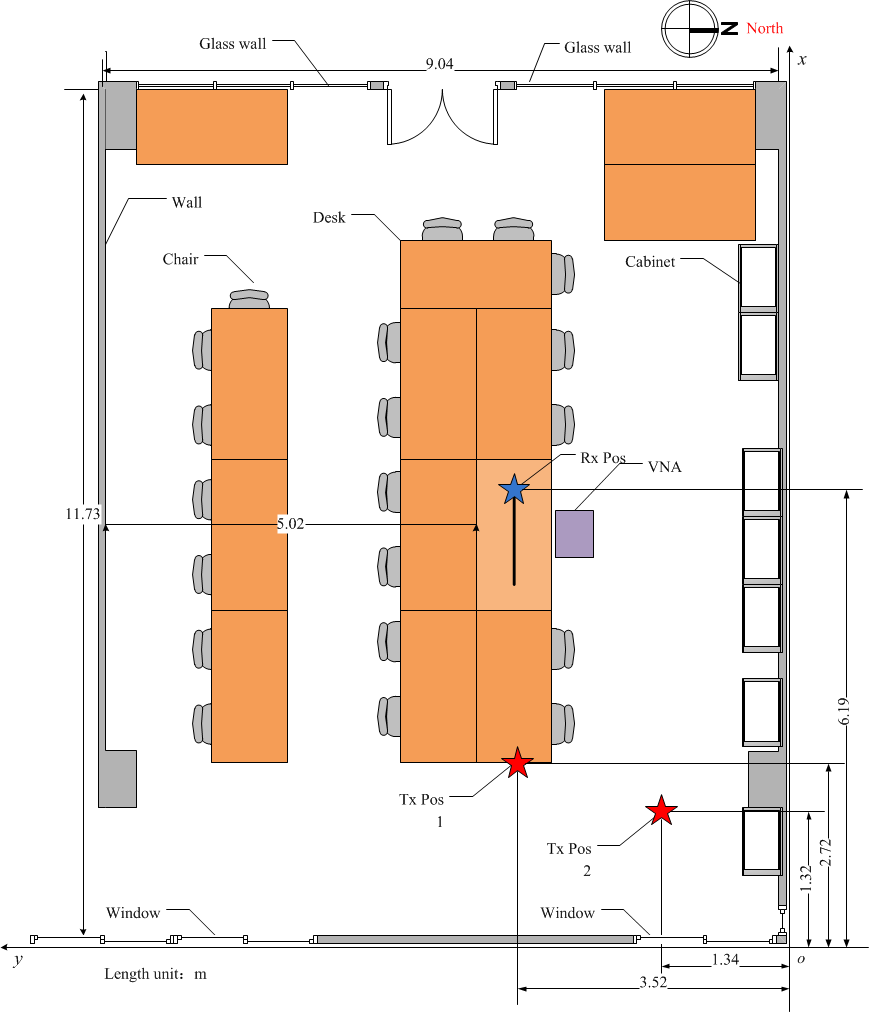 N North
Glass wall
Glass wall
9.04
x
Wall
Desk
Chair
Cabinet
Rx Pos
VNA
11.73
5.02
6.19
Tx Pos
1
Tx Pos
2
1.32
2.72
Window
Window
y
1.34
o
Length unit：m
3.52